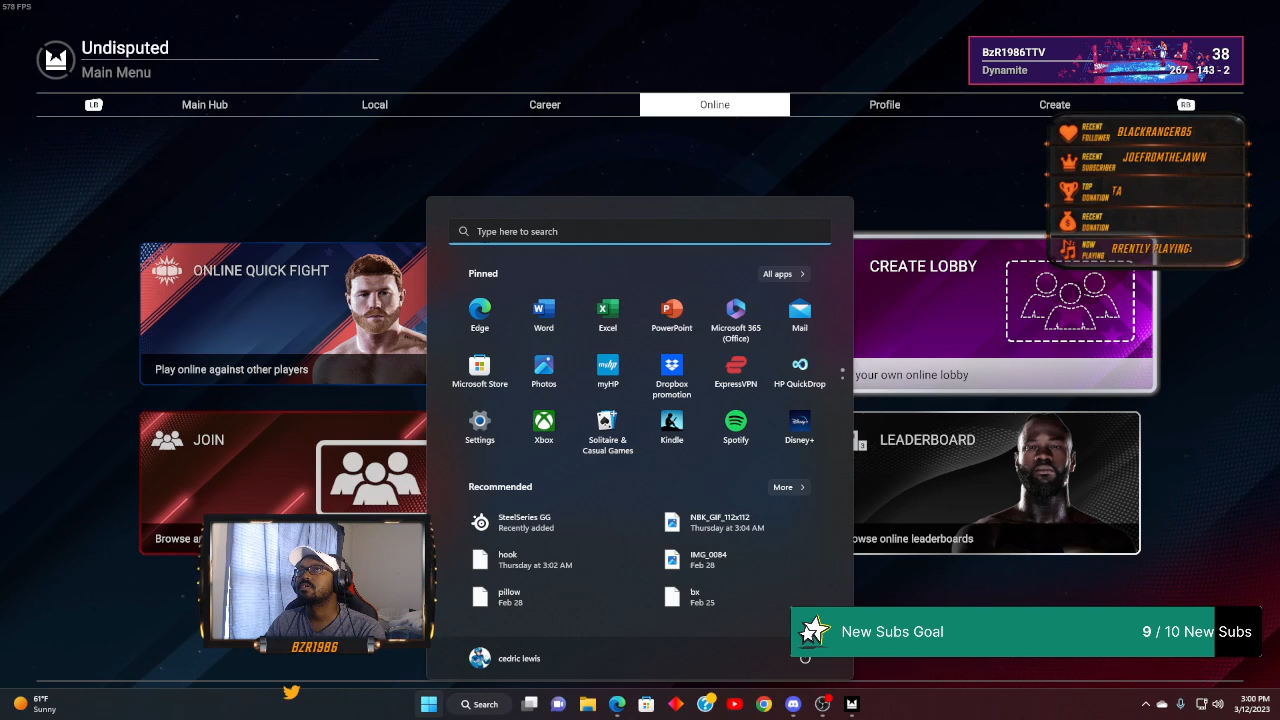 578 FPS
Undisputed
Main Menu
BzR1986TTV
38
Dynamite
267 - 143 - 2
LB
Main Hub
Local
Career
Online
Profile
Create
RB
RECENT FOLLOWER
BLACKRANGER85
RECENT SUBSCRIBER
JOEFROMTHEJAWN
TOP DONATION
TA
RECENT DONATION
NOW PLAYING
RRENTLY PLAYING:
Type here to search
Pinned
All apps
ONLINE QUICK FIGHT
Play online against other players
CREATE LOBBY
your own online lobby
Edge
Word
Excel
PowerPoint
Microsoft 365 (Office)
Mail
Microsoft Store
Photos
myHP
Dropbox promotion
ExpressVPN
HP QuickDrop
Settings
Xbox
Solitaire & Casual Games
Kindle
Spotify
Disney+
JOIN
Browse a
LEADERBOARD
owse online leaderboards
Recommended
More
SteelSeries GG
Recently added
NBK_GIF_112x112
Thursday at 3:04 AM
hook
Thursday at 3:02 AM
IMG_0084
Feb 28
pillow
Feb 28
bx
Feb 25
cedric lewis
BZR1986
New Subs Goal
9 / 10 New Subs
61°F
Sunny
Search
3:00 PM
3/12/2023